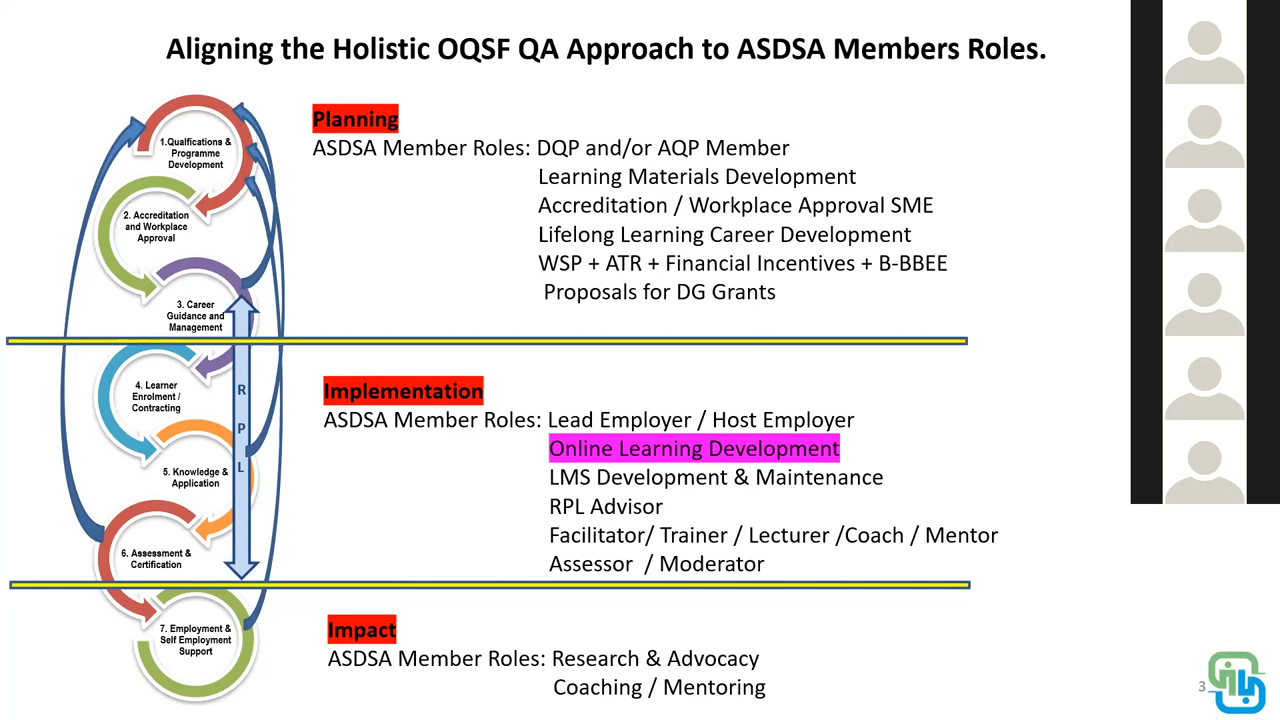 Aligning the Holistic OQSF QA Approach to ASDSA Members Roles.
1.Qualfications &
Programme
Development
2. Accreditation
and Workplace
Approval
3. Career
Guidance and
Management
4. Learner
Enrolment /
Contracting
5. Knowledge &
Application
6. Assessment &
Certification
7. Employment &
Self Employment
Support
R
P
L
Planning
ASDSA Member Roles: DQP and/or AQP Member
Learning Materials Development
Accreditation / Workplace Approval SME
Lifelong Learning Career Development
WSP + ATR + Financial Incentives + B-BBEE
Proposals for DG Grants
Implementation
ASDSA Member Roles: Lead Employer / Host Employer
Online Learning Development
LMS Development & Maintenance
RPL Advisor
Facilitator/ Trainer / Lecturer /Coach / Mentor
Assessor / Moderator
Impact
ASDSA Member Roles: Research & Advocacy
Coaching / Mentoring
3